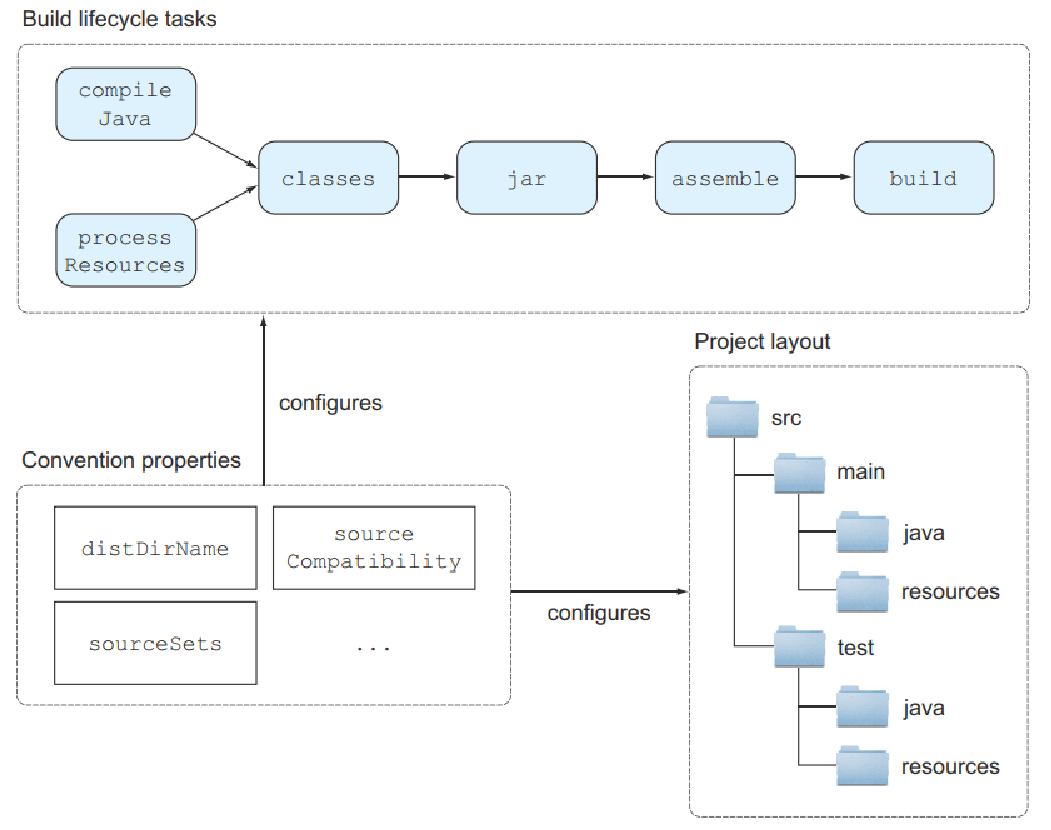 Build lifecycle tasks
compile
Java
classes
jar
assemble
build
process
Resources
configures
Convention properties
distDirName
source
Compatibility
sourceSets
...
configures
Project layout
src
main
java
resources
test
java
resources